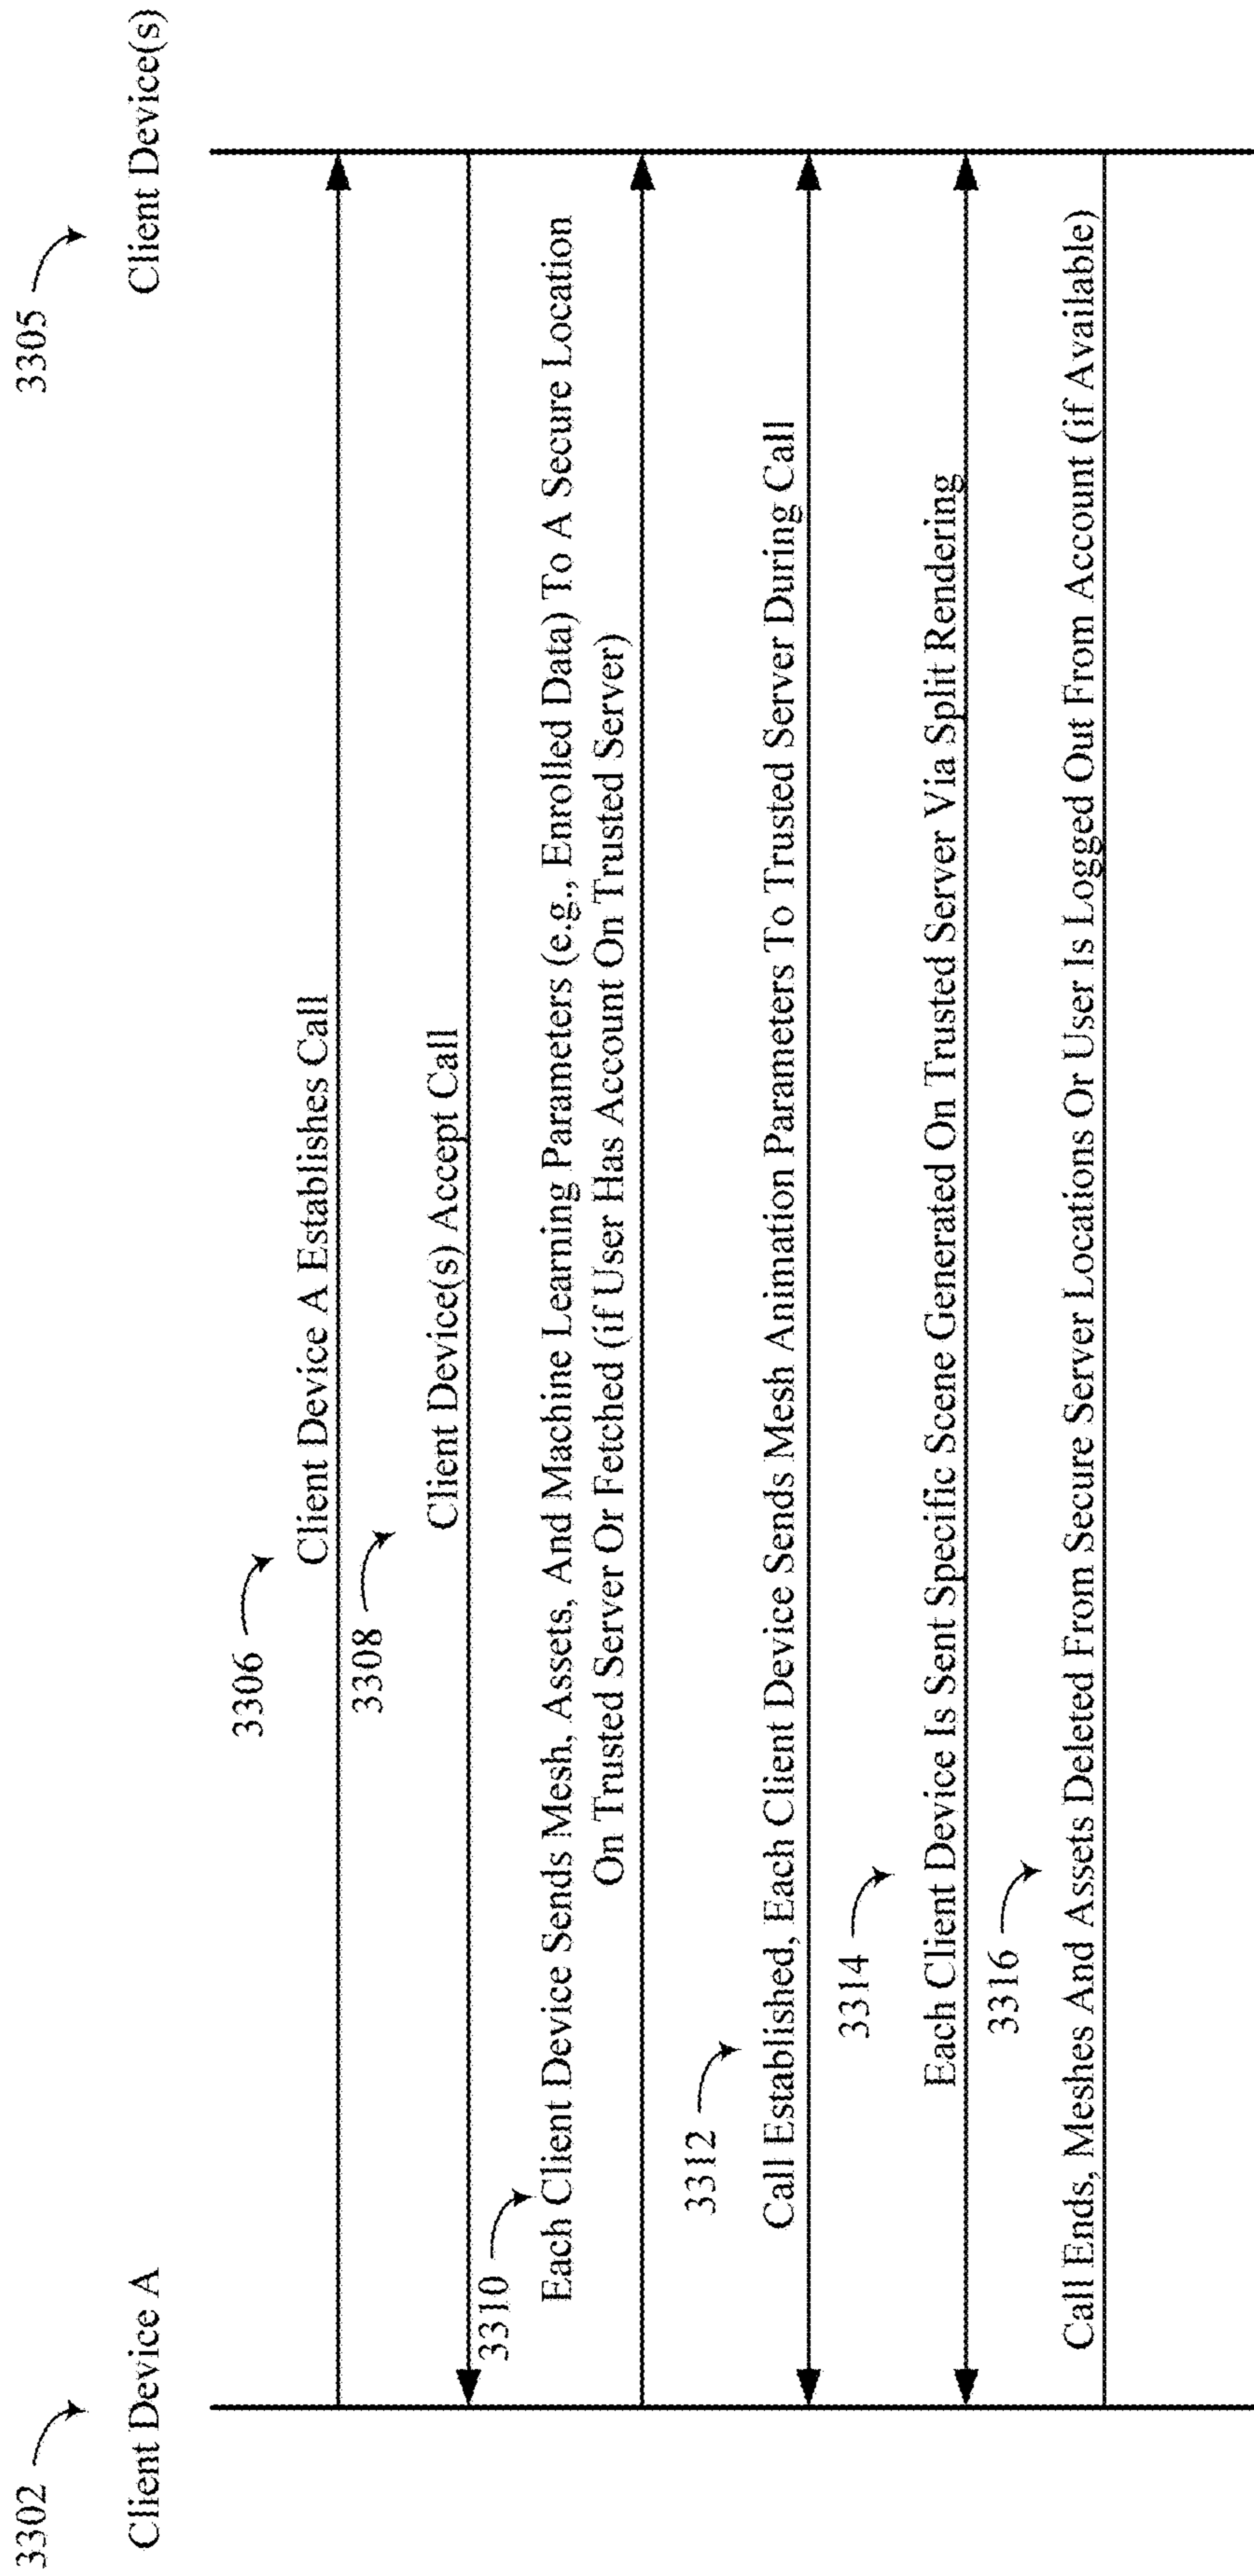 3302
Client Device A
3305
Client Device(s)
3306
Client Device A Establishes Call
3308
Client Device(s) Accept Call
3310
Each Client Device Sends Mesh, Assets, And Machine Learning Parameters (e.g., Enrolled Data) To A Secure Location
On Trusted Server Or Fetched (if User Has Account On Trusted Server)
3312
Call Established, Each Client Device Sends Mesh Animation Parameters To Trusted Server During Call
3314
Each Client Device Is Sent Specific Scene Generated On Trusted Server Via Split Rendering
3316
Call Ends, Meshes And Assets Deleted From Secure Server Locations Or User Is Logged Out From Account (if Available)